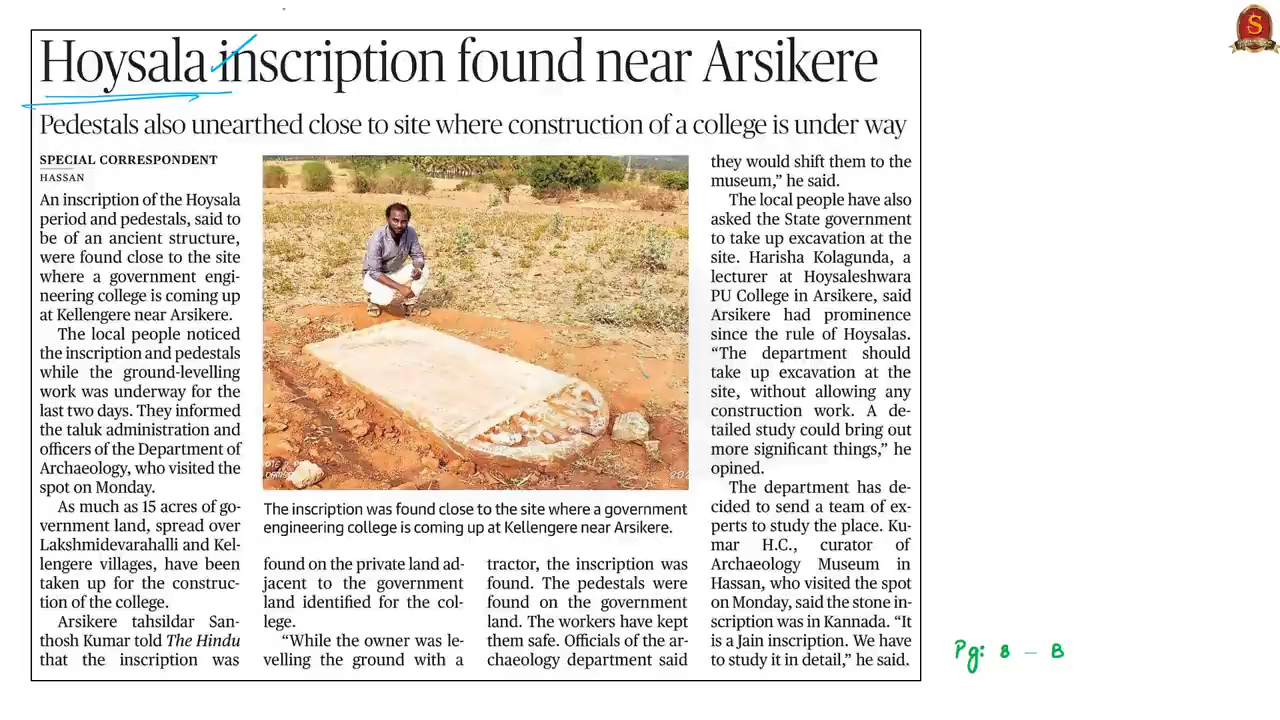 Hoysala inscription found near Arsikere
Pedestals also unearthed close to site where construction of a college is under way
SPECIAL CORRESPONDENT
HASSAN
An inscription of the Hoysala
period and pedestals, said to
be of an ancient structure,
were found close to the site
where a government engi-
neering college is coming up
at Kellengere near Arsikere.
The local people noticed
the inscription and pedestals
while the ground-levelling
work was underway for the
last two days. They informed
the taluk administration and
officers of the Department of
Archaeology, who visited the
spot on Monday.
As much as 15 acres of go-
vernment land, spread over
Lakshmidevarahalli and Kel-
lengere villages, have been
taken up for the construc-
tion of the college.
Arsikere tahsildar San-
thosh Kumar told The Hindu
that the inscription was
The inscription was found close to the site where a government
engineering college is coming up at Kellengere near Arsikere.
found on the private land ad-
jacent to the government
land identified for the col-
lege.
“While the owner was le-
velling the ground with a
tractor, the inscription was
found. The pedestals were
found on the government
land. The workers have kept
them safe. Officials of the ar-
chaeology department said
they would shift them to the
museum,” he said.
The local people have also
asked the State government
to take up excavation at the
site. Harisha Kolagunda, a
lecturer at Hoysaleshwara
PU College in Arsikere, said
Arsikere had prominence
since the rule of Hoysalas.
“The department should
take up excavation at the
site, without allowing any
construction work. A de-
tailed study could bring out
more significant things,” he
opined.
The department has de-
cided to send a team of ex-
perts to study the place. Ku-
mar H.C., curator of
Archaeology Museum in
Hassan, who visited the spot
on Monday, said the stone in-
scription was in Kannada. “It
is a Jain inscription. We have
to study it in detail,” he said.
Pg: 8 – B
S